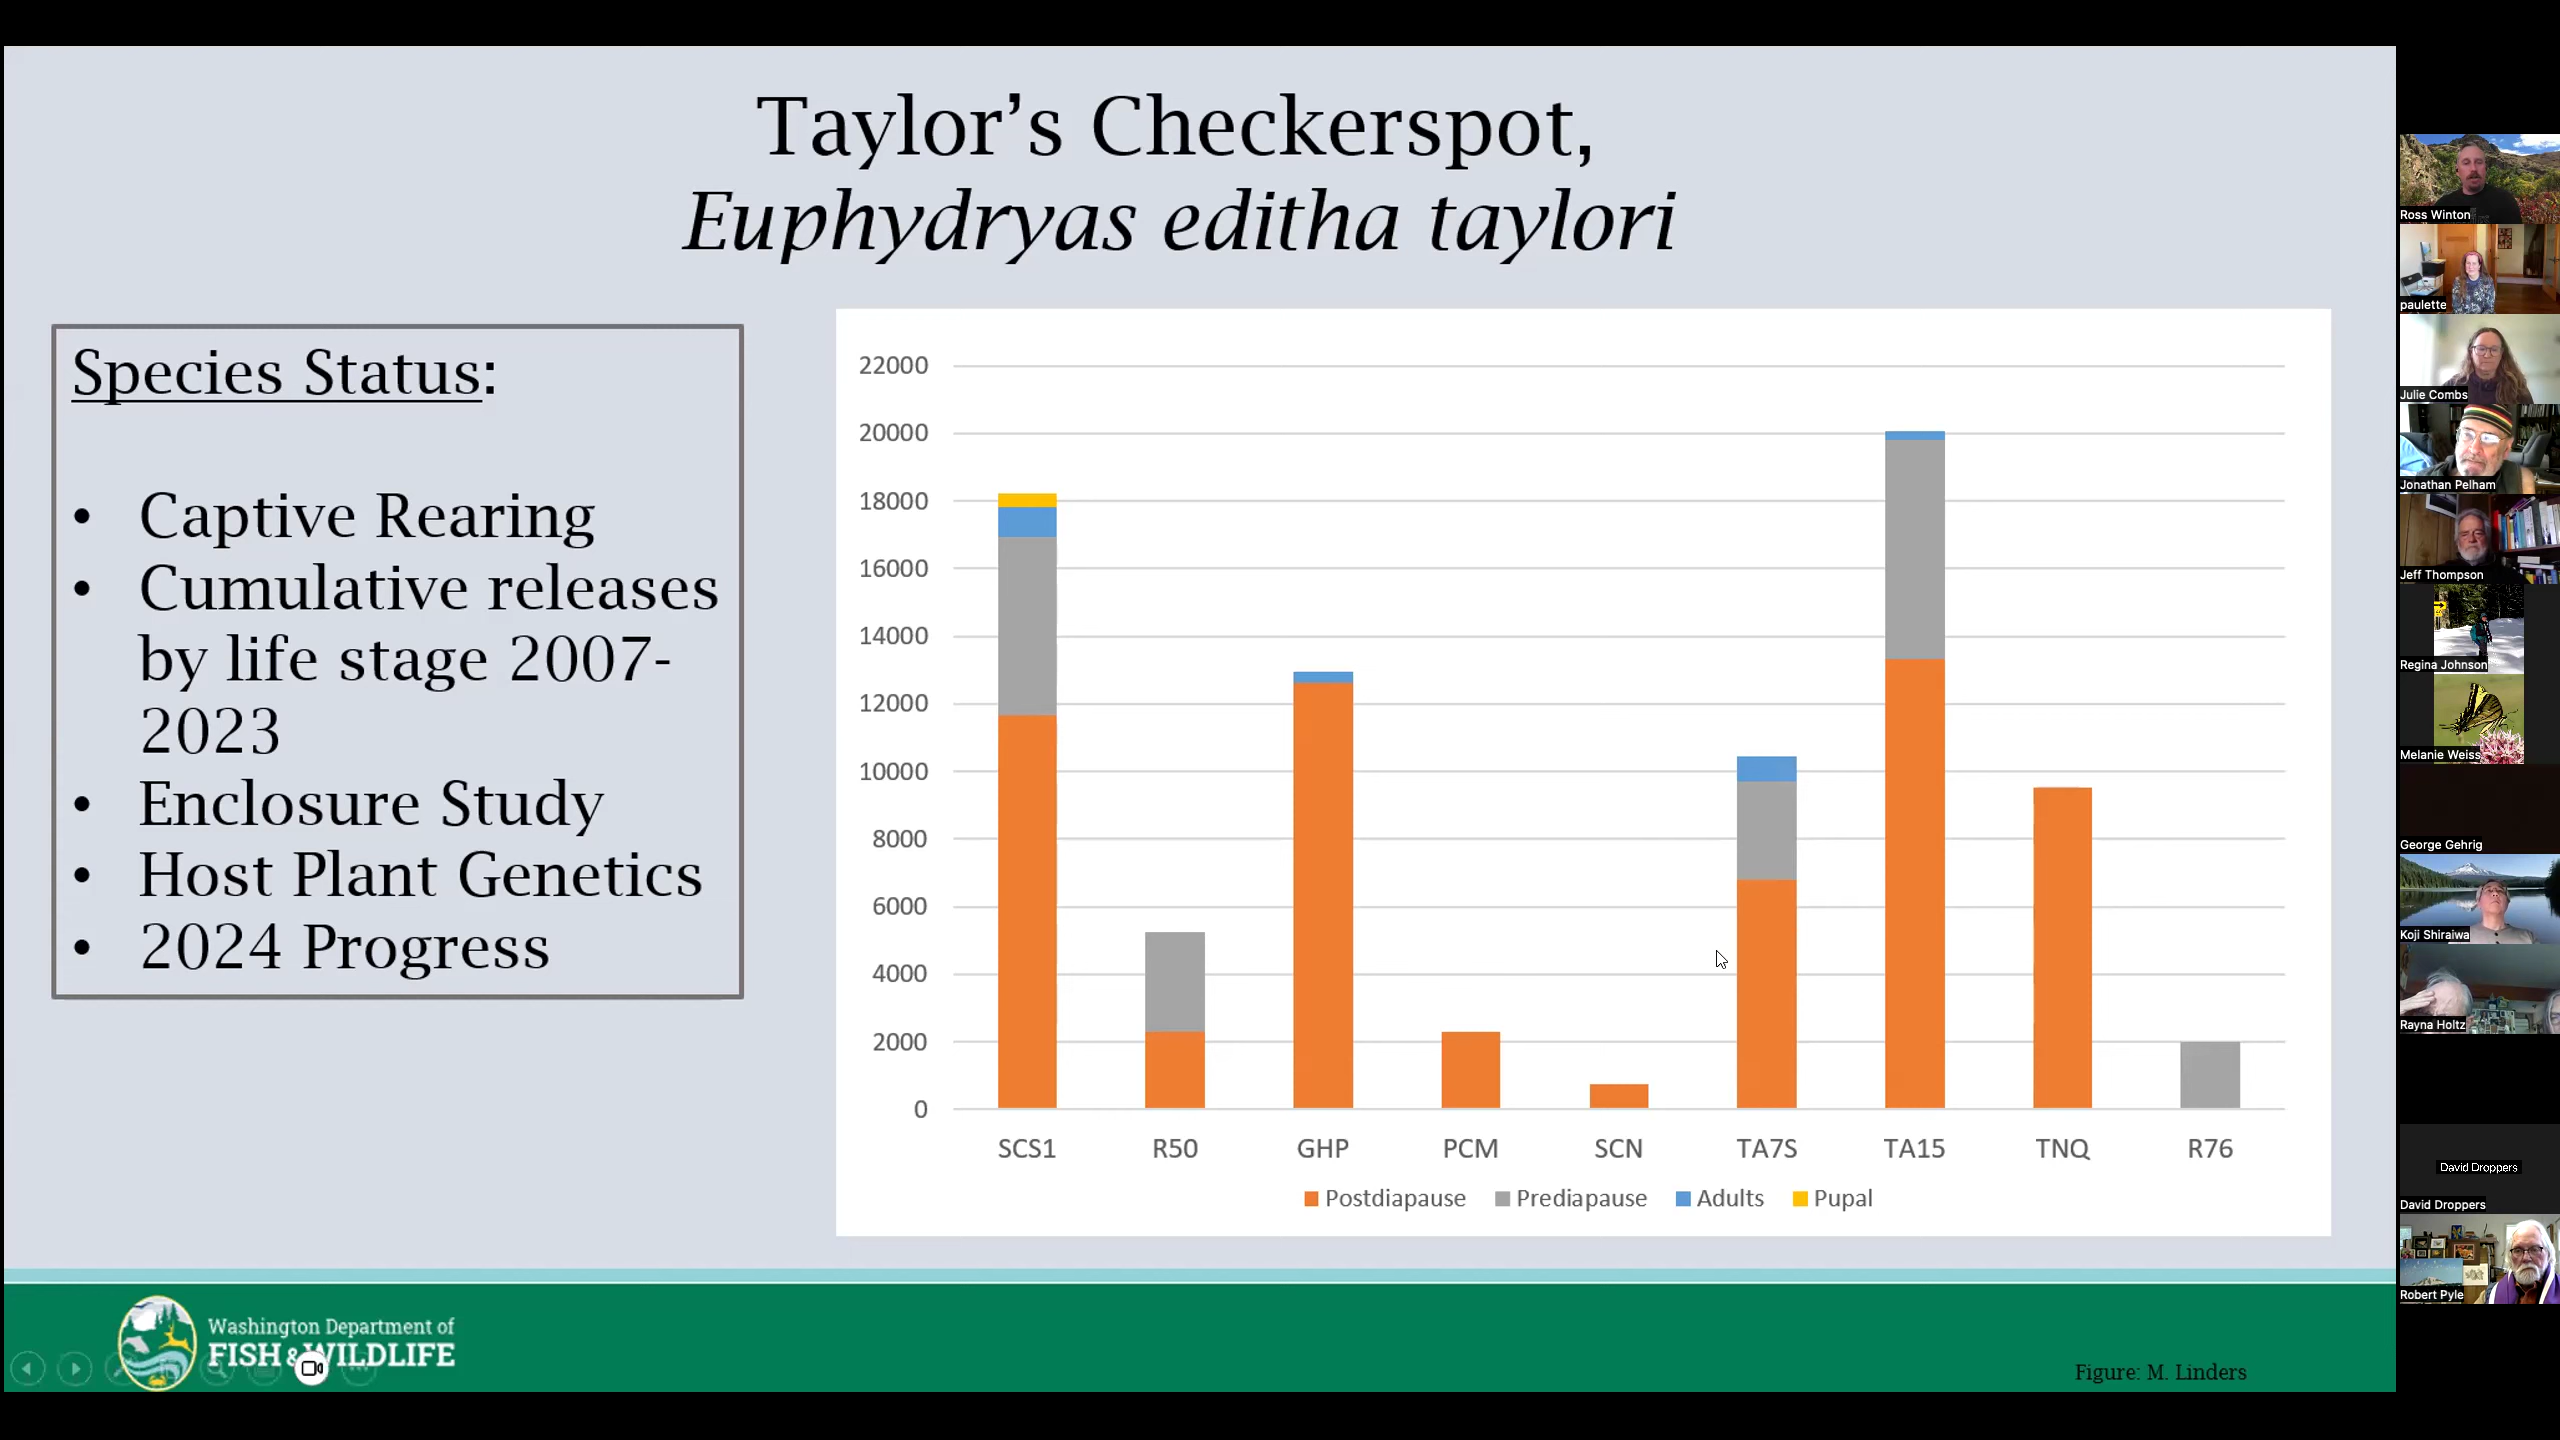 Taylor’s Checkerspot,
Euphydryas editha taylori
Species Status:
• Captive Rearing
• Cumulative releases
by life stage 2007-
2023
• Enclosure Study
• Host Plant Genetics
• 2024 Progress
22000
20000
18000
16000
14000
12000
10000
8000
6000
4000
2000
0
SCS1 R50 GHP PCM SCN TA7S TA15 TNQ R76
Postdiapause Prediapause Adults Pupal
Washington Department of
FISH & WILDLIFE
Figure: M. Linders
Ross Winton
paulette
Julie Combs
Jonathan Pelham
Jeff Thompson
Regina Johnson
Melanie Weiss
George Gehrig
Koji Shiraiwa
Rayna Holtz
David Droppers
David Droppers
Robert Pyle